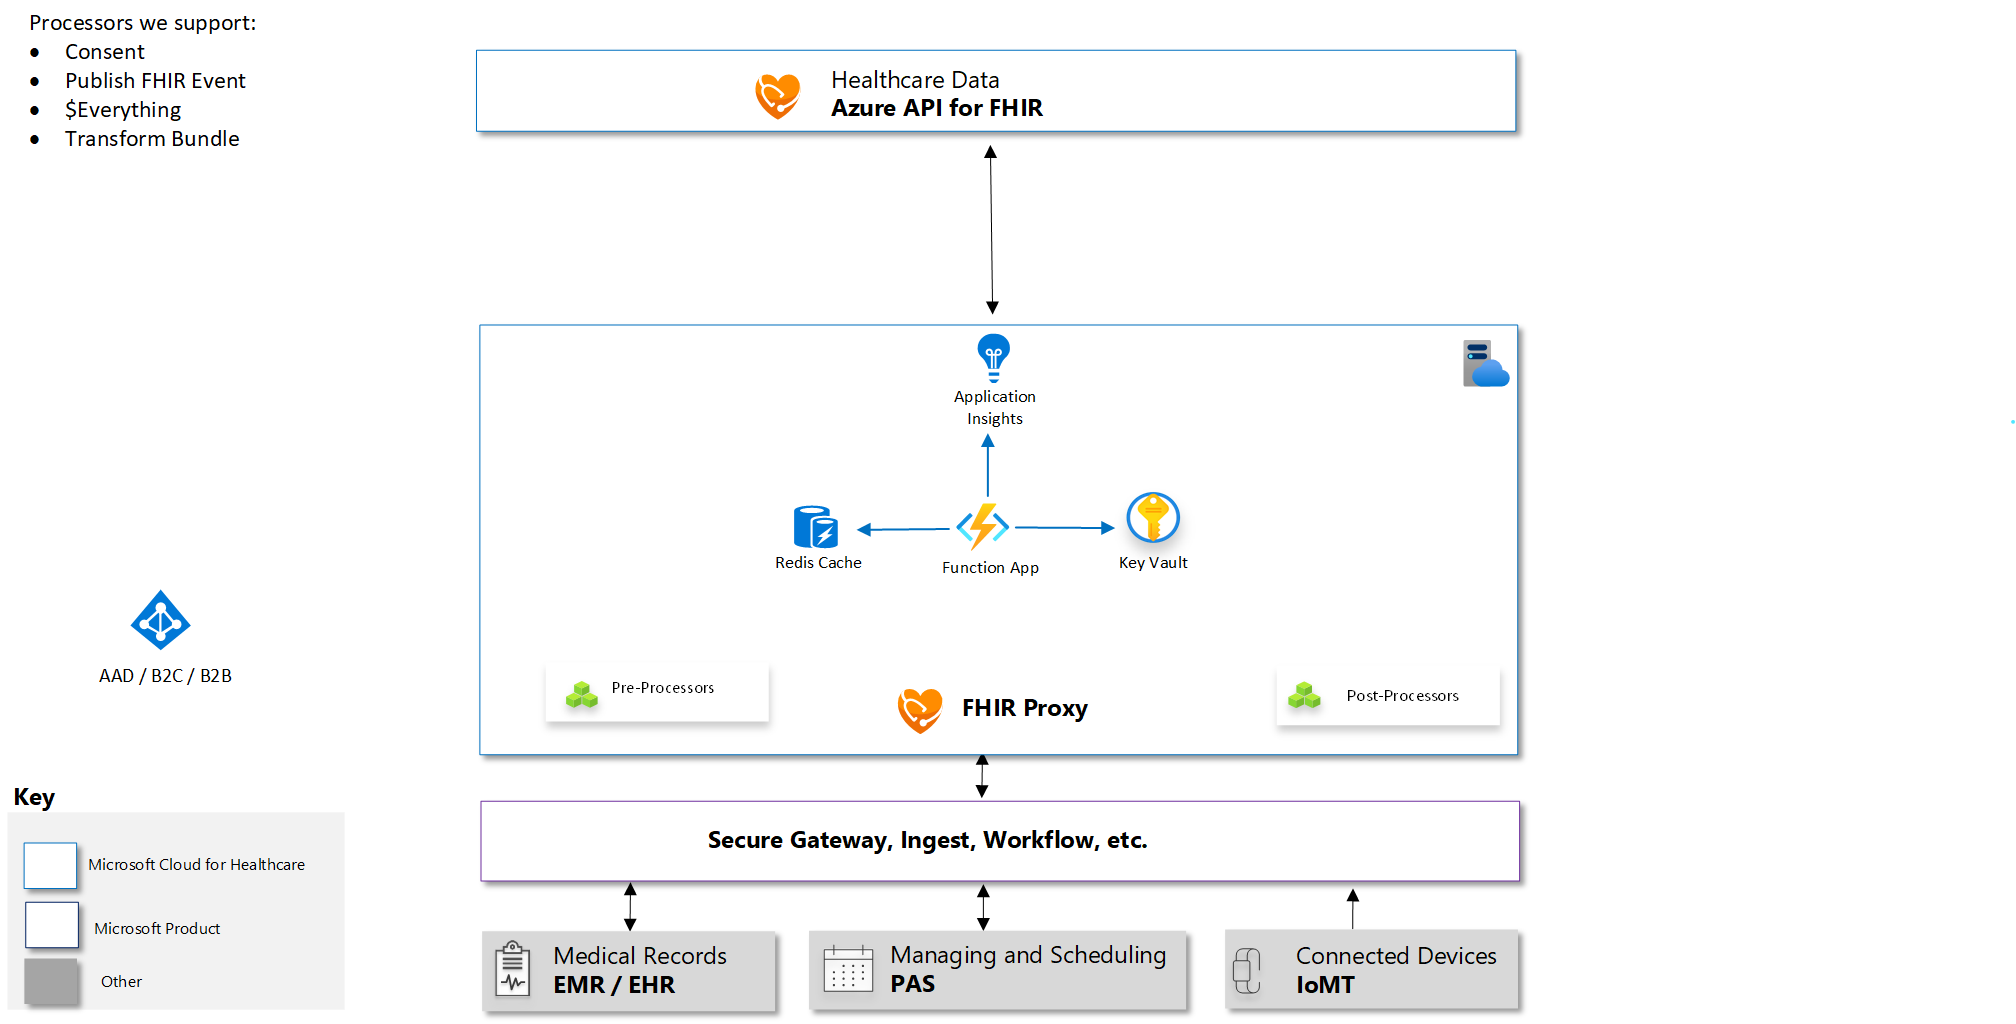 Processors we support:
• Consent
• Publish FHIR Event
• $Everything
• Transform Bundle
Healthcare Data
Azure API for FHIR
Application
Insights
Redis Cache
Function App
Key Vault
AAD / B2C / B2B
Pre-Processors
FHIR Proxy
Post-Processors
Key
Microsoft Cloud for Healthcare
Microsoft Product
Other
Secure Gateway, Ingest, Workflow, etc.
Medical Records
EMR / EHR
Managing and Scheduling
PAS
Connected Devices
IoMT